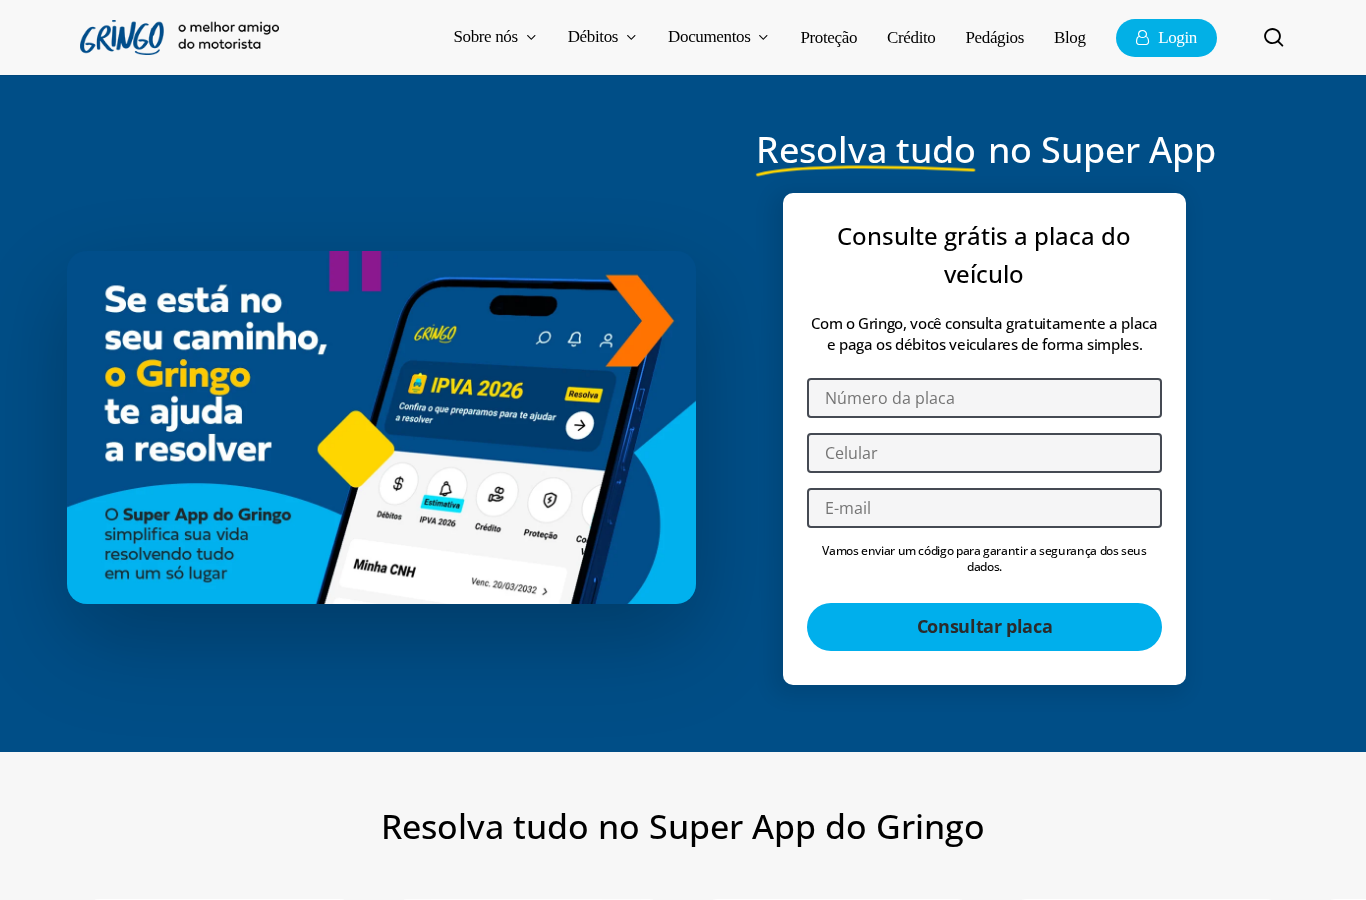 GRINGO o melhor amigo do motorista
Sobre nós Débitos Documentos Proteção Crédito Pedágios Blog Login
Resolva tudo no Super App
Consulte grátis a placa do
veículo
Com o Gringo, você consulta gratuitamente a placa
e paga os débitos veiculares de forma simples.
Número da placa
Celular
E-mail
Vamos enviar um código para garantir a segurança dos seus
dados.
Consultar placa
Se está no
seu caminho,
o Gringo
te ajuda
a resolver
O Super App do Gringo
simplifica sua vida
resolvendo tudo
em um só lugar
GRINGO
IPVA 2026
Resolva
Confira o que preparamos para te ajudar
a resolver
Estimativa
Débitos IPVA 2026 Crédito Proteção
Minha CNH
Venc. 20/03/2032
Resolva tudo no Super App do Gringo